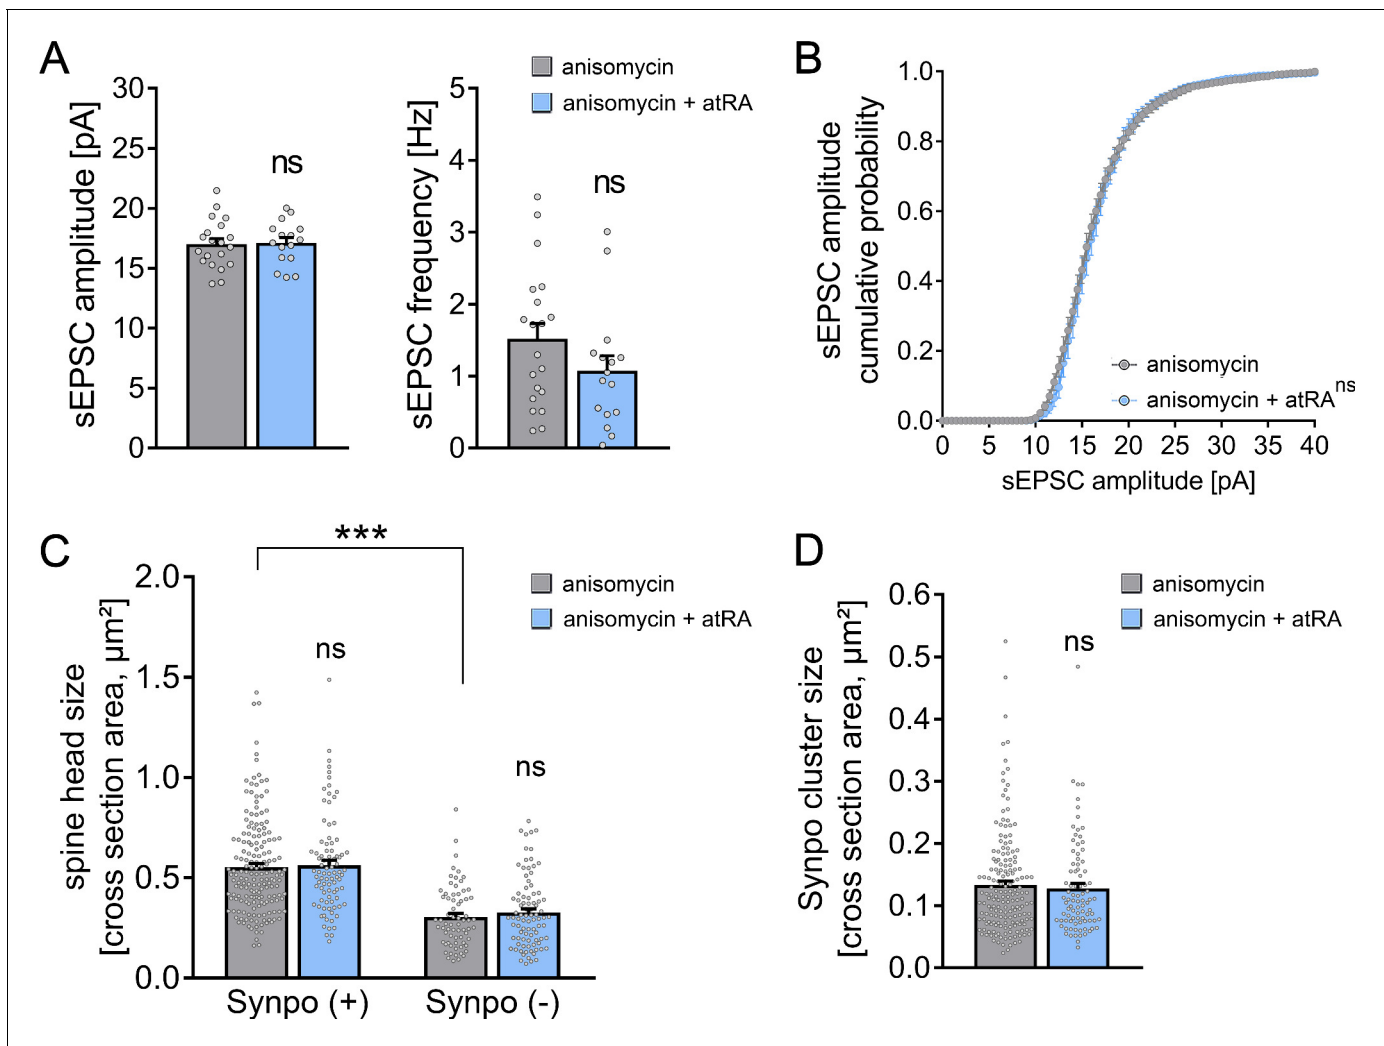 A
sEPSC amplitude [pA]
30
25
20
15
10
5
0
ns
sEPSC frequency [Hz]
5
4
3
2
1
0
ns
anisomycin
anisomycin + atRA
B
sEPSC amplitude
cumulative probability
1.0
0.8
0.6
0.4
0.2
0.0
0 5 10 15 20 25 30 35 40
sEPSC amplitude [pA]
anisomycin
anisomycin + atRA ns
C
spine head size
[cross section area, µm²]
2.0
1.5
1.0
0.5
0.0
***
ns
ns
Synpo (+) Synpo (-)
anisomycin
anisomycin + atRA
D
Synpo cluster size
[cross section area, µm²]
0.6
0.5
0.4
0.3
0.2
0.1
0.0
ns
anisomycin
anisomycin + atRA